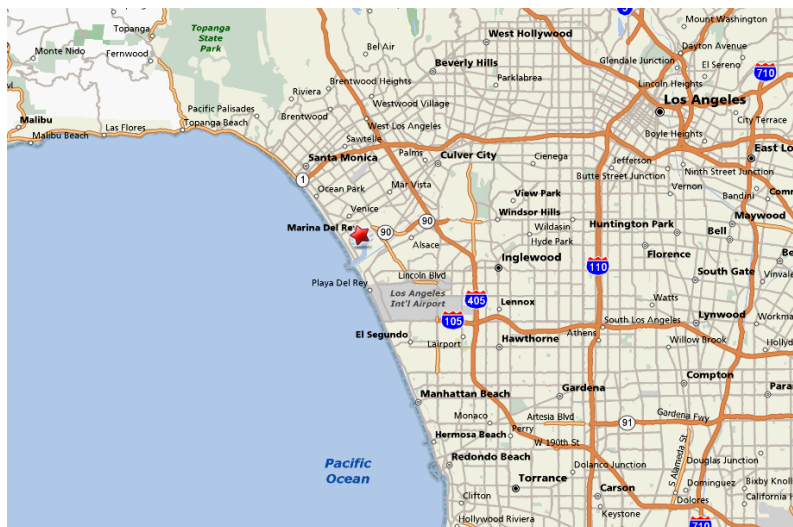 Topanga
State
Park
Topanga
Monte Nido
Fernwood
Bel Air
West Hollywood
Mount Washington
Dayton Avenue
Glendale Junction
El Sereno
710
Beverly Hills
Parklabrea
Lincoln Heights
Brentwood Heights
Riviera
Westwood Village
Los Angeles
Pacific Palisades
Brentwood
Malibu
Las Flores
Topanga Beach
West Los Angeles
City Terrace
Malibu Beach
Sawtelle
Boyle Heights
Santa Monica
Palms
Culver City
Cienega
Jefferson
East Lo
1
Butte Street Junction
Ninth Street Junction
Ocean Park
Mar Vista
View Park
Vernon
Bandini
Com
Venice
Windsor Hills
Maywood
Marina Del Rey
90
90
Wildasin
Huntington Park
Bell
Alsace
Hyde Park
Florence
Be
Inglewood
110
Playa Del Rey
Lincoln Blvd
South Gate
Vinvale
Los Angeles
Int'l Airport
405
Lennox
Watts
105
South Los Angeles
Lynwood
Workma
El Segundo
Lairport
Hawthorne
Athens
Willow Brook
Hollyd
Compton
Manhattan Beach
Gardena
Para
Monaco
Artesia Blvd
91
Gardena Fwy
Hermosa Beach
Perry
W 190th St
S Alameda St
Redondo Beach
Dolanco Junction
Douglas Junction
Pacific
Ocean
Torrance
Dominguez
Bixby Knoll
Clifton
Carson
Dolores
California H
Keystone
Hollywood Riviera
710